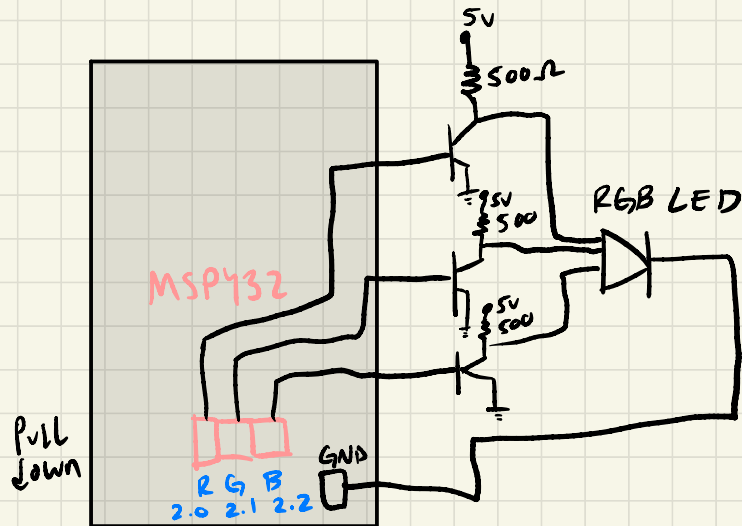 5v
500Ω
5v
500
RGB LED
MSP432
5v
500
Pull
down
GND
R G B
2.0 2.1 2.2